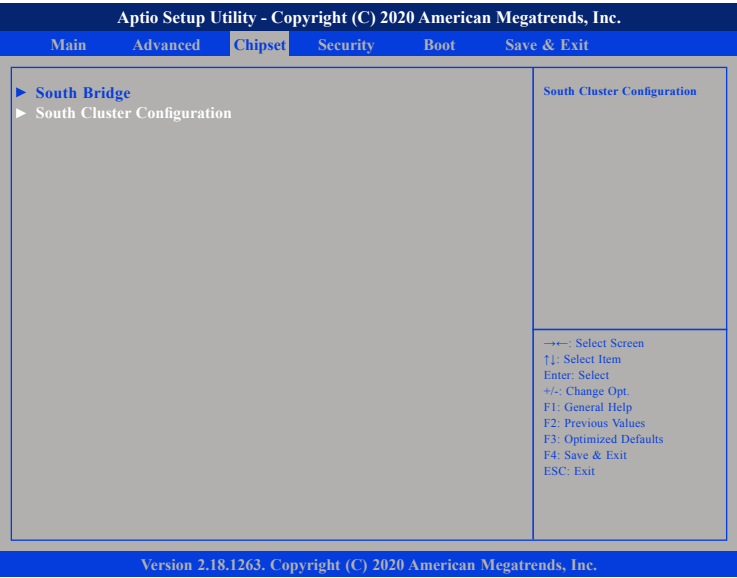 Aptio Setup Utility - Copyright (C) 2020 American Megatrends, Inc.
Main Advanced Chipset Security Boot Save & Exit
► South Bridge
► South Cluster Configuration
South Cluster Configuration
→←: Select Screen
↑↓: Select Item
Enter: Select
+/-: Change Opt.
F1: General Help
F2: Previous Values
F3: Optimized Defaults
F4: Save & Exit
ESC: Exit
Version 2.18.1263. Copyright (C) 2020 American Megatrends, Inc.